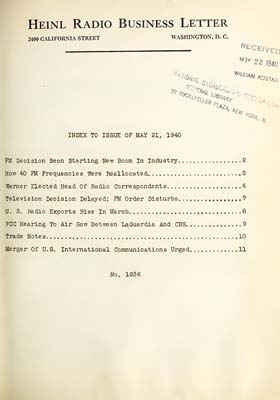 HEINL RADIO BUSINESS LETTER
2400 CALIFORNIA STREET WASHINGTON, D. C.
RECEIVED
MAY 22 1940
WILLIAM KOSTKA
NATIONAL BROADCASTING
GENERAL LIBRARY
30 ROCKEFELLER PLAZA, NEW YORK, N.
INDEX TO ISSUE OF MAY 21, 1940
FM Decision Seen Starting New Boom In Industry...............2
How 40 FM Frequencies Were Reallocated.......................5
Warner Elected Head Of Radio Correspondents..................6
Television Decision Delayed; FM Order Disturbs...............7
U. S. Radio Exports Rise In March............................8
FCC Hearing To Air Row Between LaGuardia And CBS.............9
Trade Notes.................................................10
Merger Of U.S. International Communications Urged...........11
No. 1236